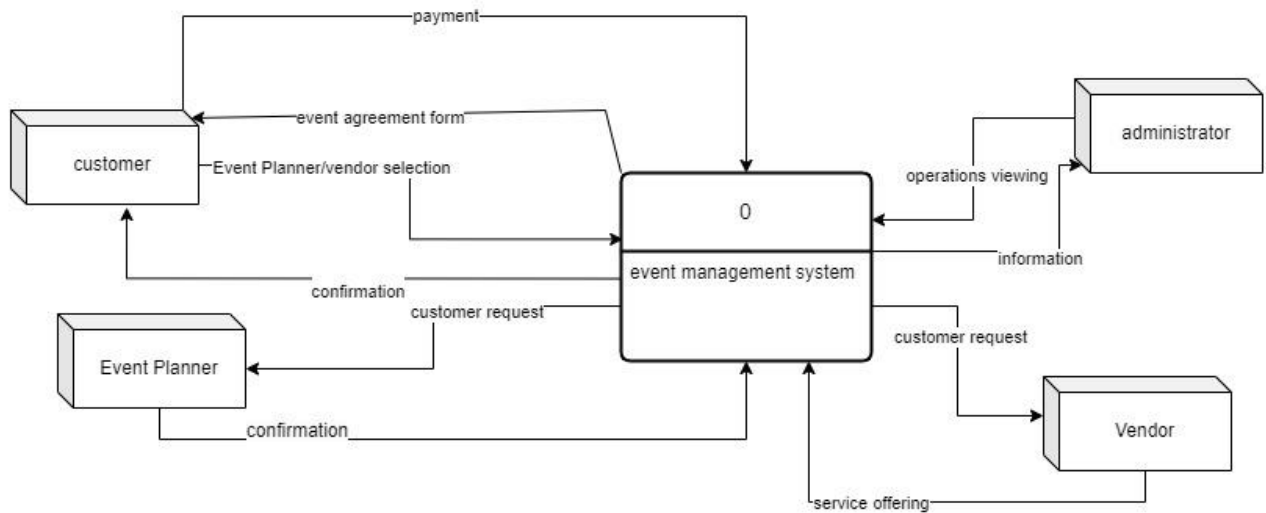 payment
event agreement form
customer
Event Planner/vendor selection
administrator
operations viewing
0
event management system
information
confirmation
customer request
customer request
Event Planner
Vendor
confirmation
service offering